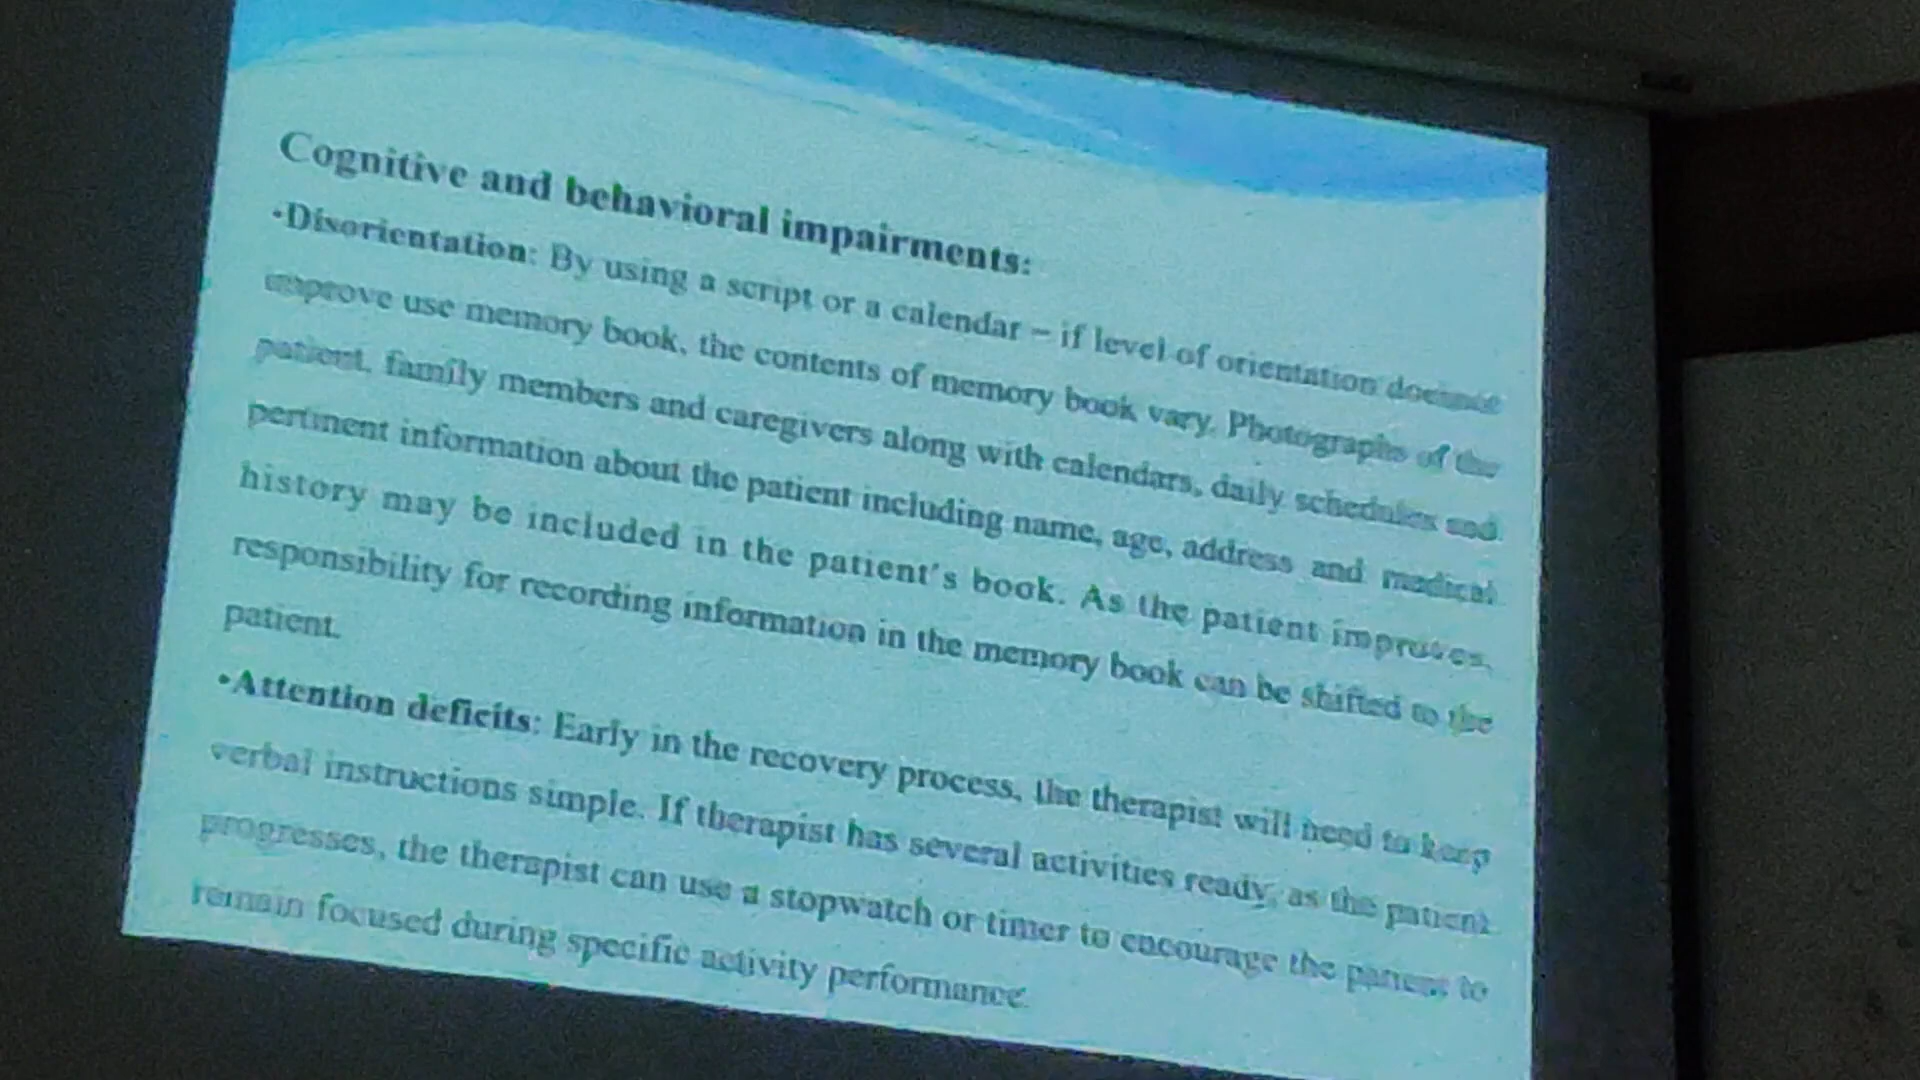 Cognitive and behavioral impairments:
•Disorientation: By using a script or a calendar – if level of orientation doesnot
improve use memory book, the contents of memory book vary. Photographs of the
patient, family members and caregivers along with calendars, daily schedules and
pertinent information about the patient including name, age, address and medical
history may be included in the patient's book. As the patient improves,
responsibility for recording information in the memory book can be shifted to the
patient.
•Attention deficits: Early in the recovery process, the therapist will need to keep
verbal instructions simple. If therapist has several activities ready, as the patient
progresses, the therapist can use a stopwatch or timer to encourage the patient to
remain focused during specific activity performance.